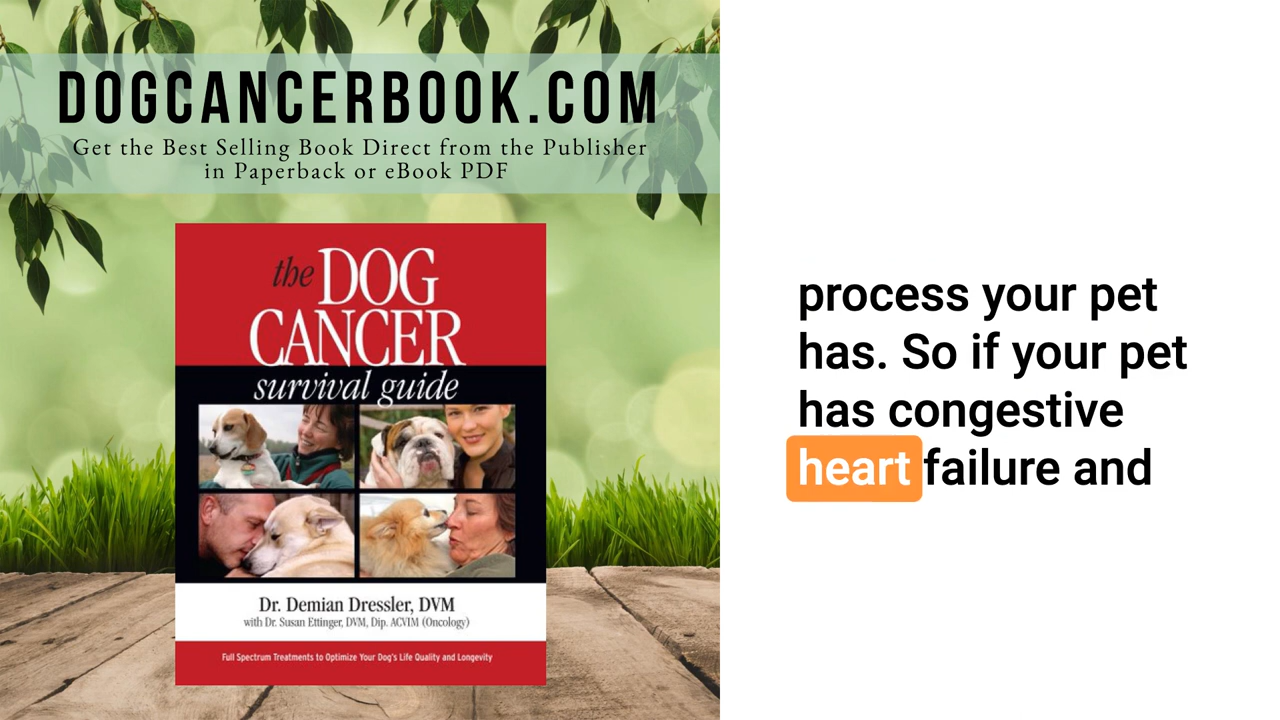 DOGCANCERBOOK.COM
Get the Best Selling Book Direct from the Publisher
in Paperback or eBook PDF
the DOG
CANCER
survival guide
Dr. Demian Dressler, DVM
with Dr. Susan Ettinger, DVM, Dip. ACVIM (Oncology)
Full Spectrum Treatments to Optimize Your Dog's Life Quality and Longevity
process your pet
has. So if your pet
has congestive
heart failure and